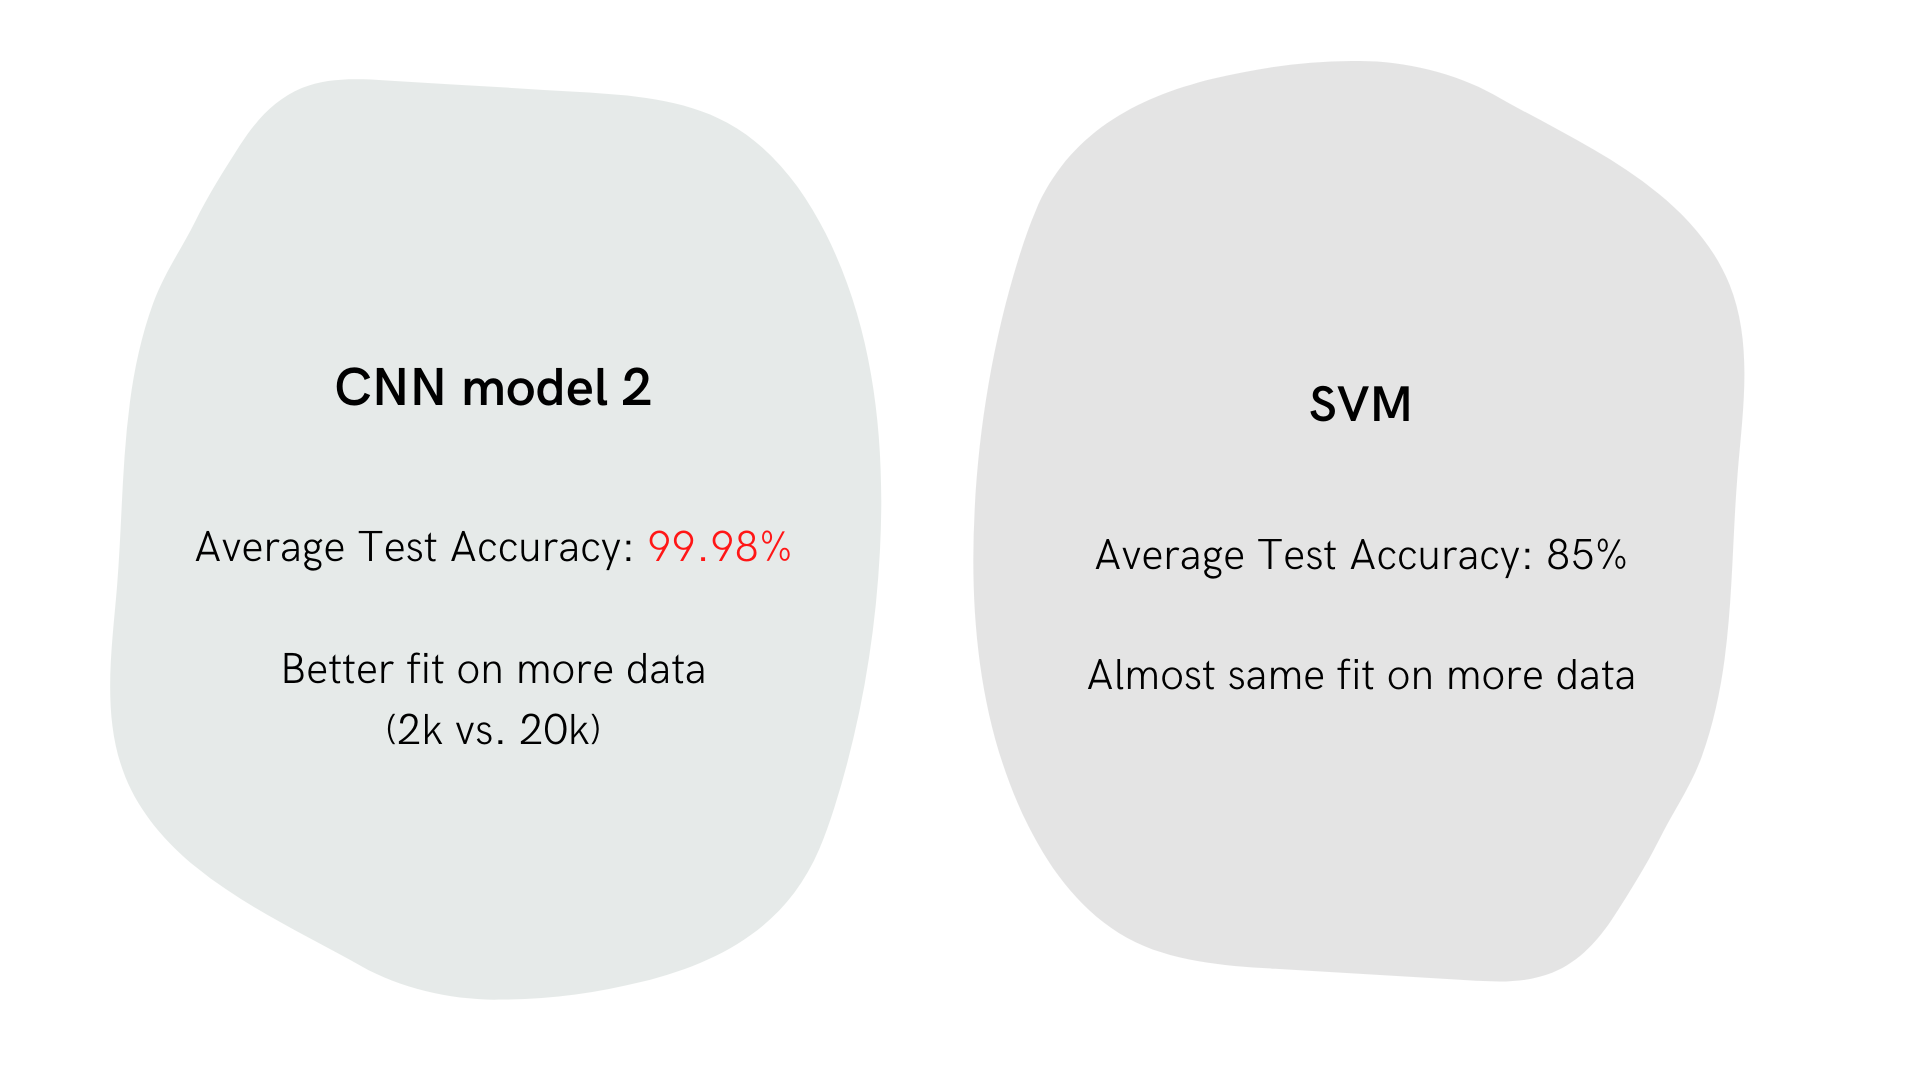 CNN model 2
Average Test Accuracy: 99.98%
Better fit on more data
(2k vs. 20k)
SVM
Average Test Accuracy: 85%
Almost same fit on more data